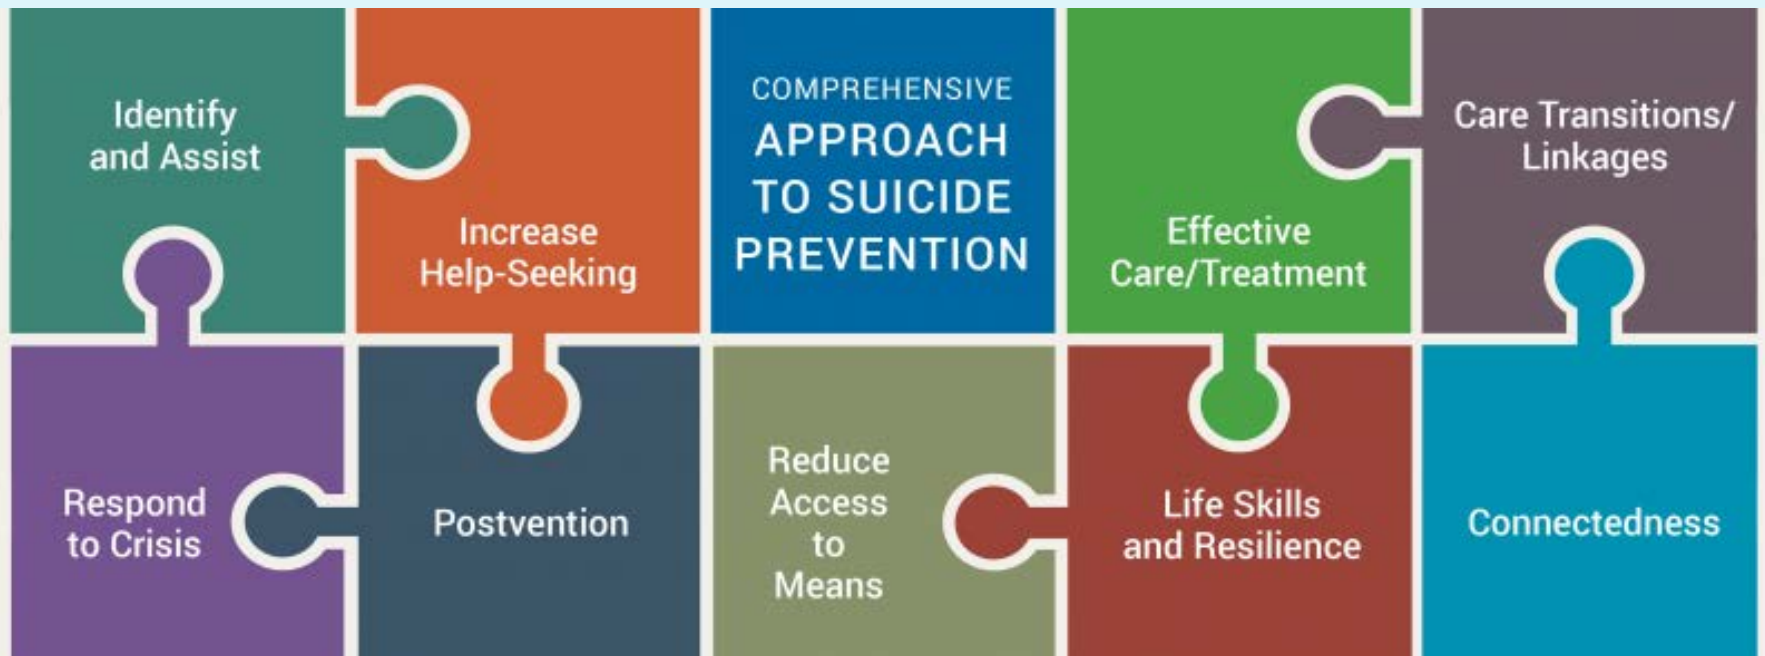 Identify
and Assist
Increase
Help-Seeking
COMPREHENSIVE
APPROACH
TO SUICIDE
PREVENTION
Effective
Care/Treatment
Care Transitions/
Linkages
Respond
to Crisis
Postvention
Reduce
Access
to
Means
Life Skills
and Resilience
Connectedness